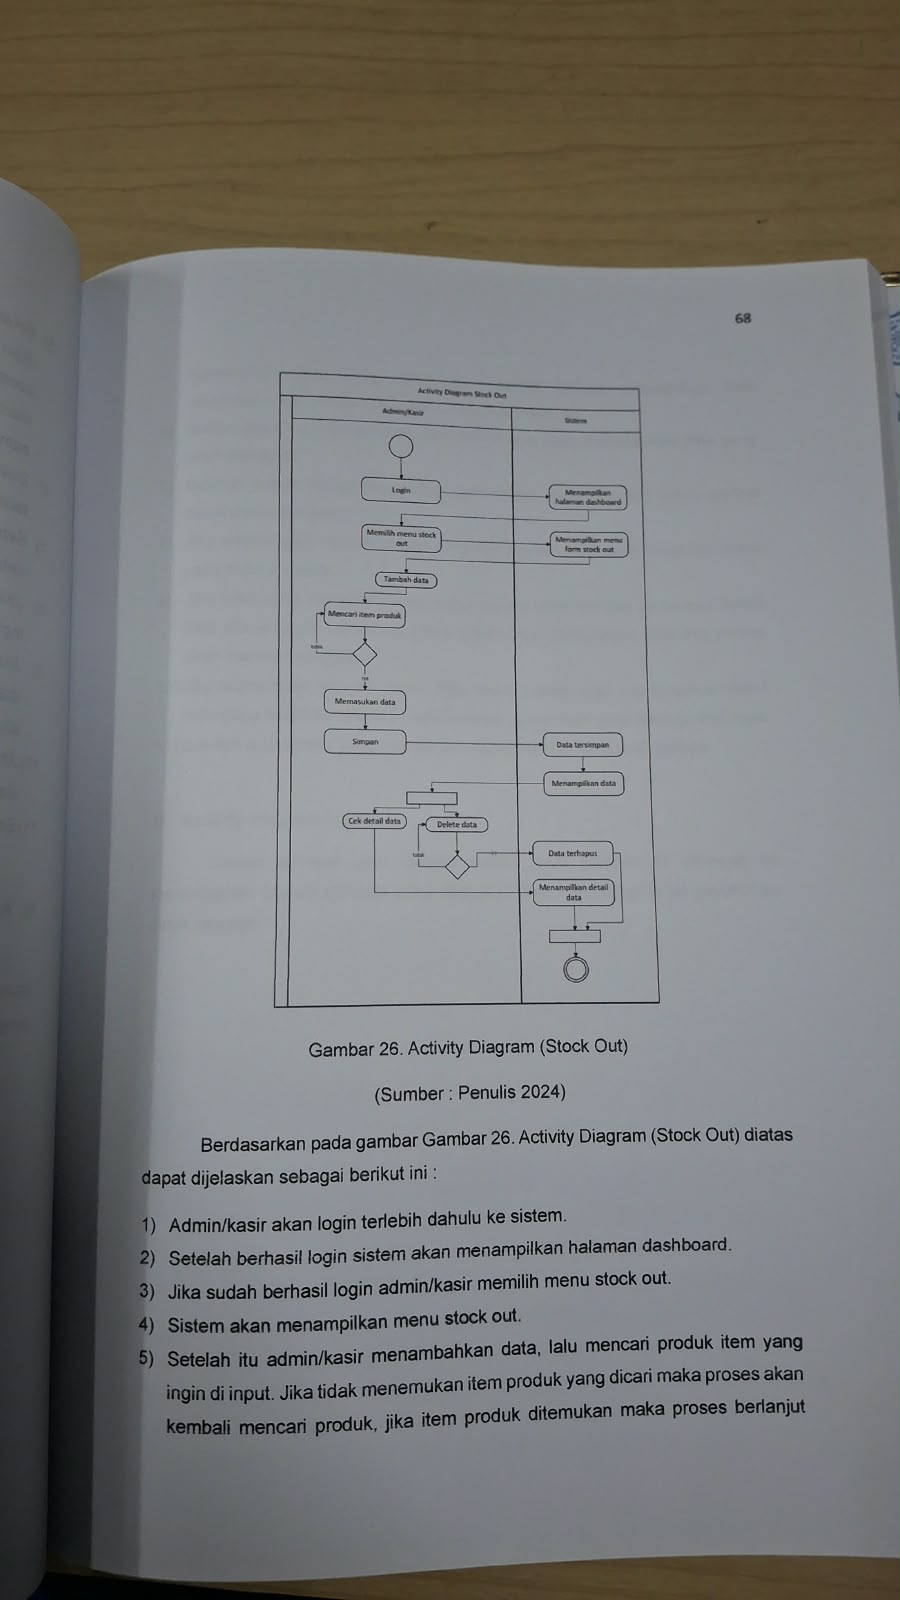 68
Activity Diagram Stock Out
Admin/Kasir
Sistem
Login
Menampilkan
halaman dashboard
Memilih menu stock
out
Menampilkan menu
form stock out
Tambah data
Mencari item produk
tidak
iya
Memasukan data
Simpan
Data tersimpan
Menampilkan data
Cek detail data
Delete data
tidak
Data terhapus
Menampilkan detail
data
Gambar 26. Activity Diagram (Stock Out)
(Sumber : Penulis 2024)
Berdasarkan pada gambar Gambar 26. Activity Diagram (Stock Out) diatas
dapat dijelaskan sebagai berikut ini :
1) Admin/kasir akan login terlebih dahulu ke sistem.
2) Setelah berhasil login sistem akan menampilkan halaman dashboard.
3) Jika sudah berhasil login admin/kasir memilih menu stock out.
4) Sistem akan menampilkan menu stock out.
5) Setelah itu admin/kasir menambahkan data, lalu mencari produk item yang
ingin di input. Jika tidak menemukan item produk yang dicari maka proses akan
kembali mencari produk, jika item produk ditemukan maka proses berlanjut